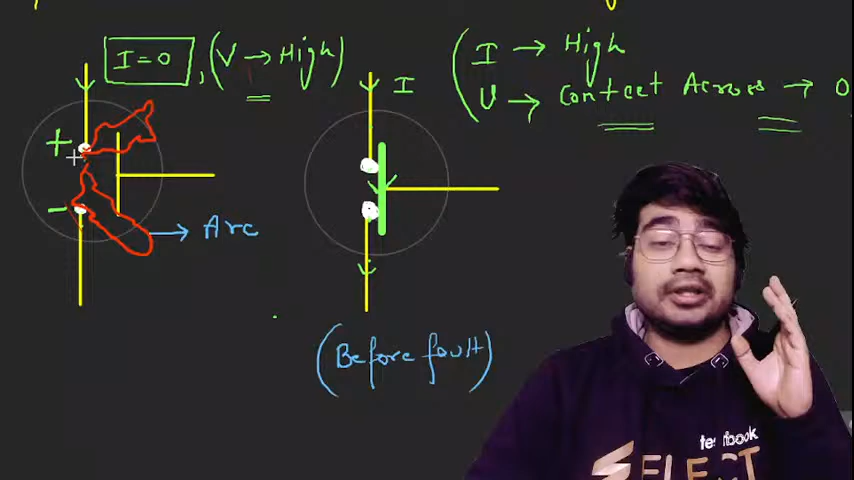 I = 0, (V → High)
+
-
→ Arc
I
(I → High
V → Contact Across → 0
(Before fault)
testbook
SELECT